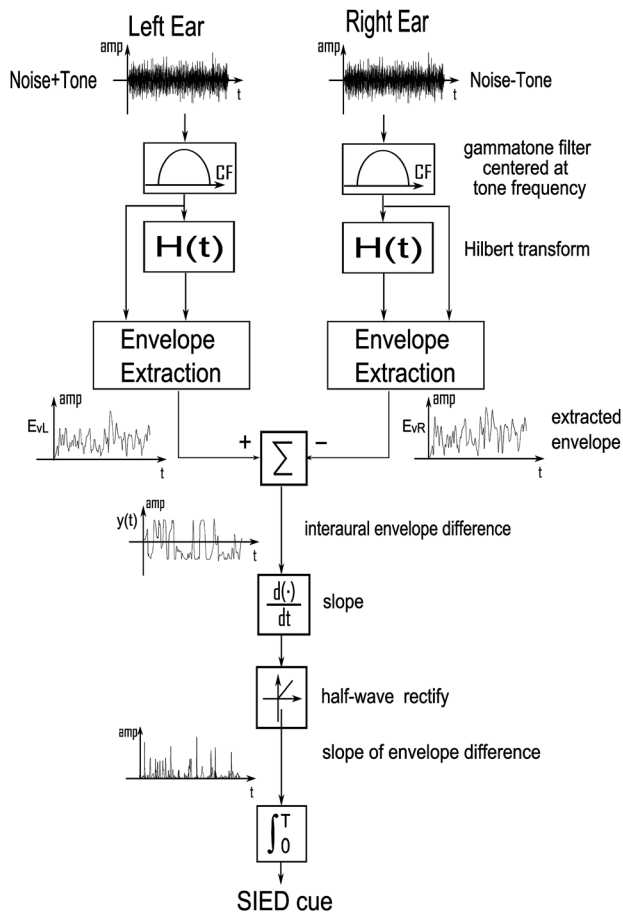 Left Ear
Right Ear
amp
amp
Noise+Tone
t
t
Noise-Tone
CF
CF
gammatone filter
centered at
tone frequency
H(t)
H(t)
Hilbert transform
Envelope
Extraction
Envelope
Extraction
amp
EvL
t
amp
EvR
t
extracted
envelope
+
−
∑
amp
y(t)
t
interaural envelope difference
d(·)
dt
slope
half-wave rectify
amp
t
slope of envelope difference
∫
T
0
SIED cue